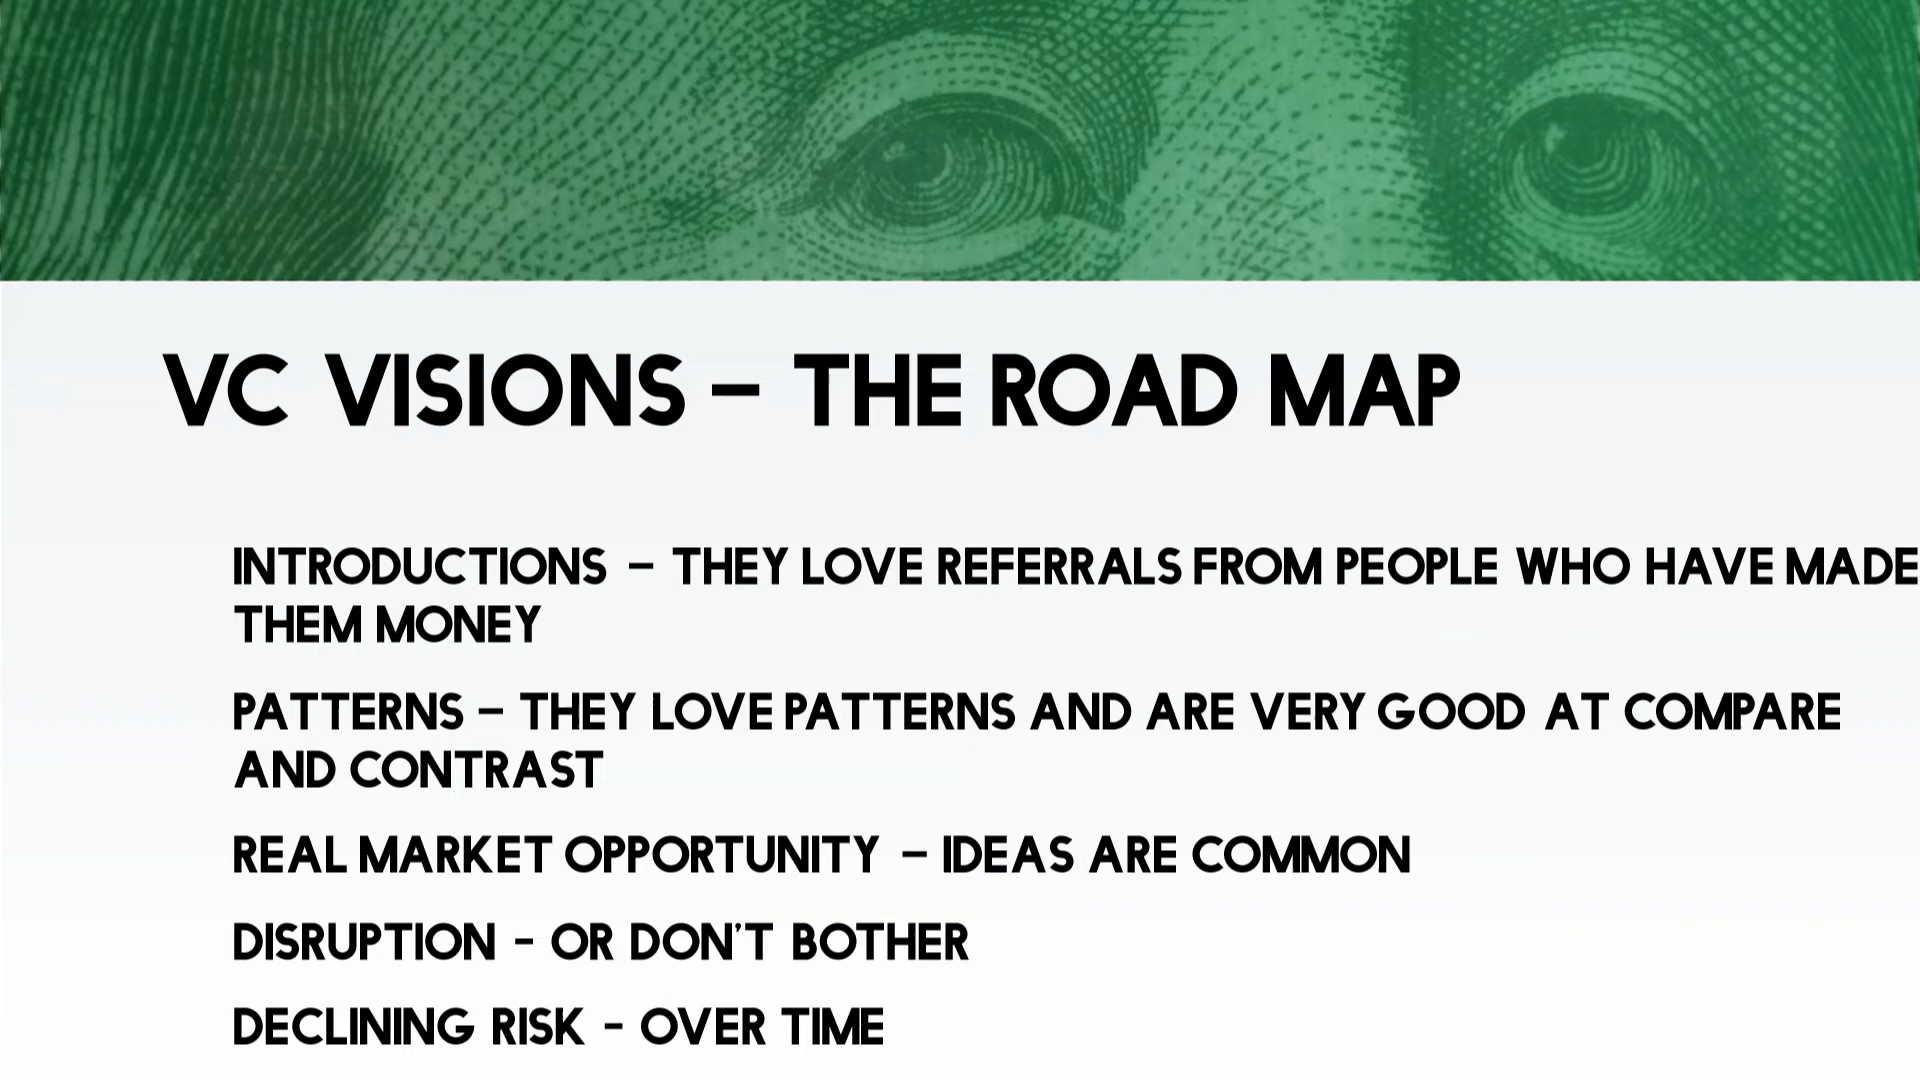 VC VISIONS – THE ROAD MAP
INTRODUCTIONS – THEY LOVE REFERRALS FROM PEOPLE WHO HAVE MADE
THEM MONEY
PATTERNS – THEY LOVE PATTERNS AND ARE VERY GOOD AT COMPARE
AND CONTRAST
REAL MARKET OPPORTUNITY – IDEAS ARE COMMON
DISRUPTION - OR DON'T BOTHER
DECLINING RISK - OVER TIME